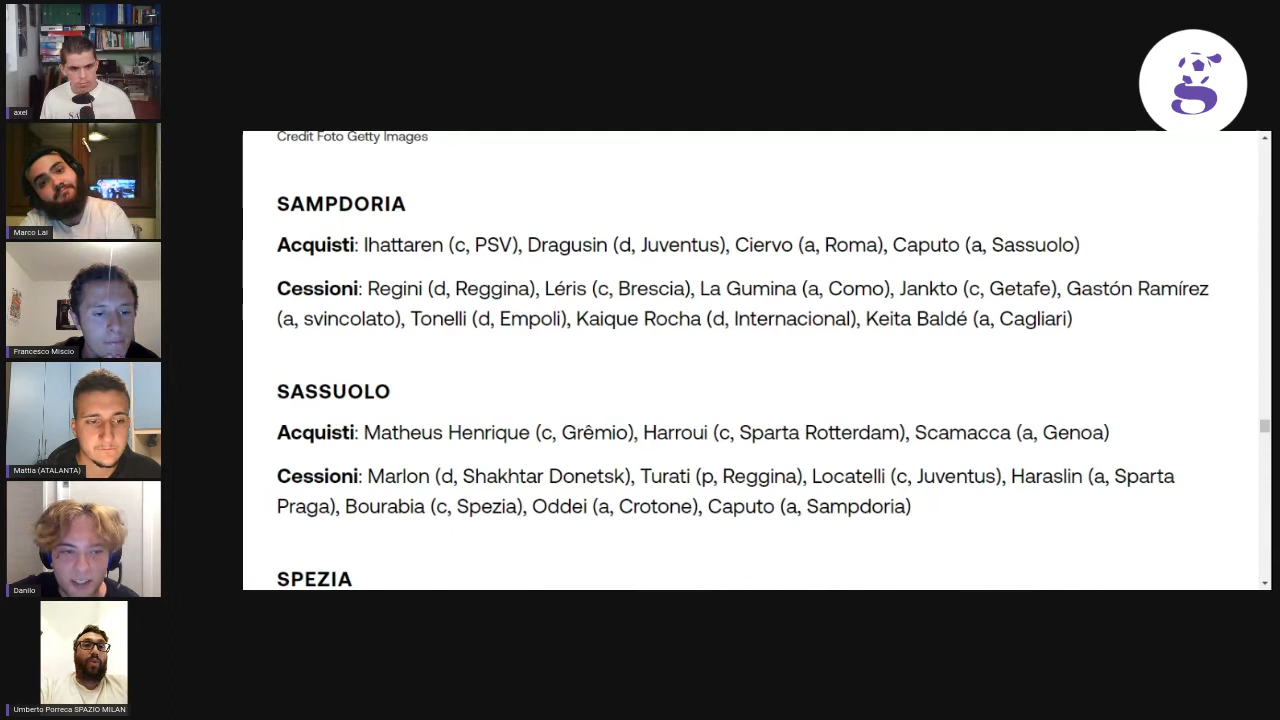 axel
Marco Lai
Francesco Miscio
Mattia (ATALANTA)
Danilo
Umberto Porreca SPAZIO MILAN
Credit Foto Getty Images
SAMPDORIA
Acquisti: Ihattaren (c, PSV), Dragusin (d, Juventus), Ciervo (a, Roma), Caputo (a, Sassuolo)
Cessioni: Regini (d, Reggina), Léris (c, Brescia), La Gumina (a, Como), Jankto (c, Getafe), Gastón Ramírez
(a, svincolato), Tonelli (d, Empoli), Kaique Rocha (d, Internacional), Keita Baldé (a, Cagliari)
SASSUOLO
Acquisti: Matheus Henrique (c, Grêmio), Harroui (c, Sparta Rotterdam), Scamacca (a, Genoa)
Cessioni: Marlon (d, Shakhtar Donetsk), Turati (p, Reggina), Locatelli (c, Juventus), Haraslin (a, Sparta
Praga), Bourabia (c, Spezia), Oddei (a, Crotone), Caputo (a, Sampdoria)
SPEZIA